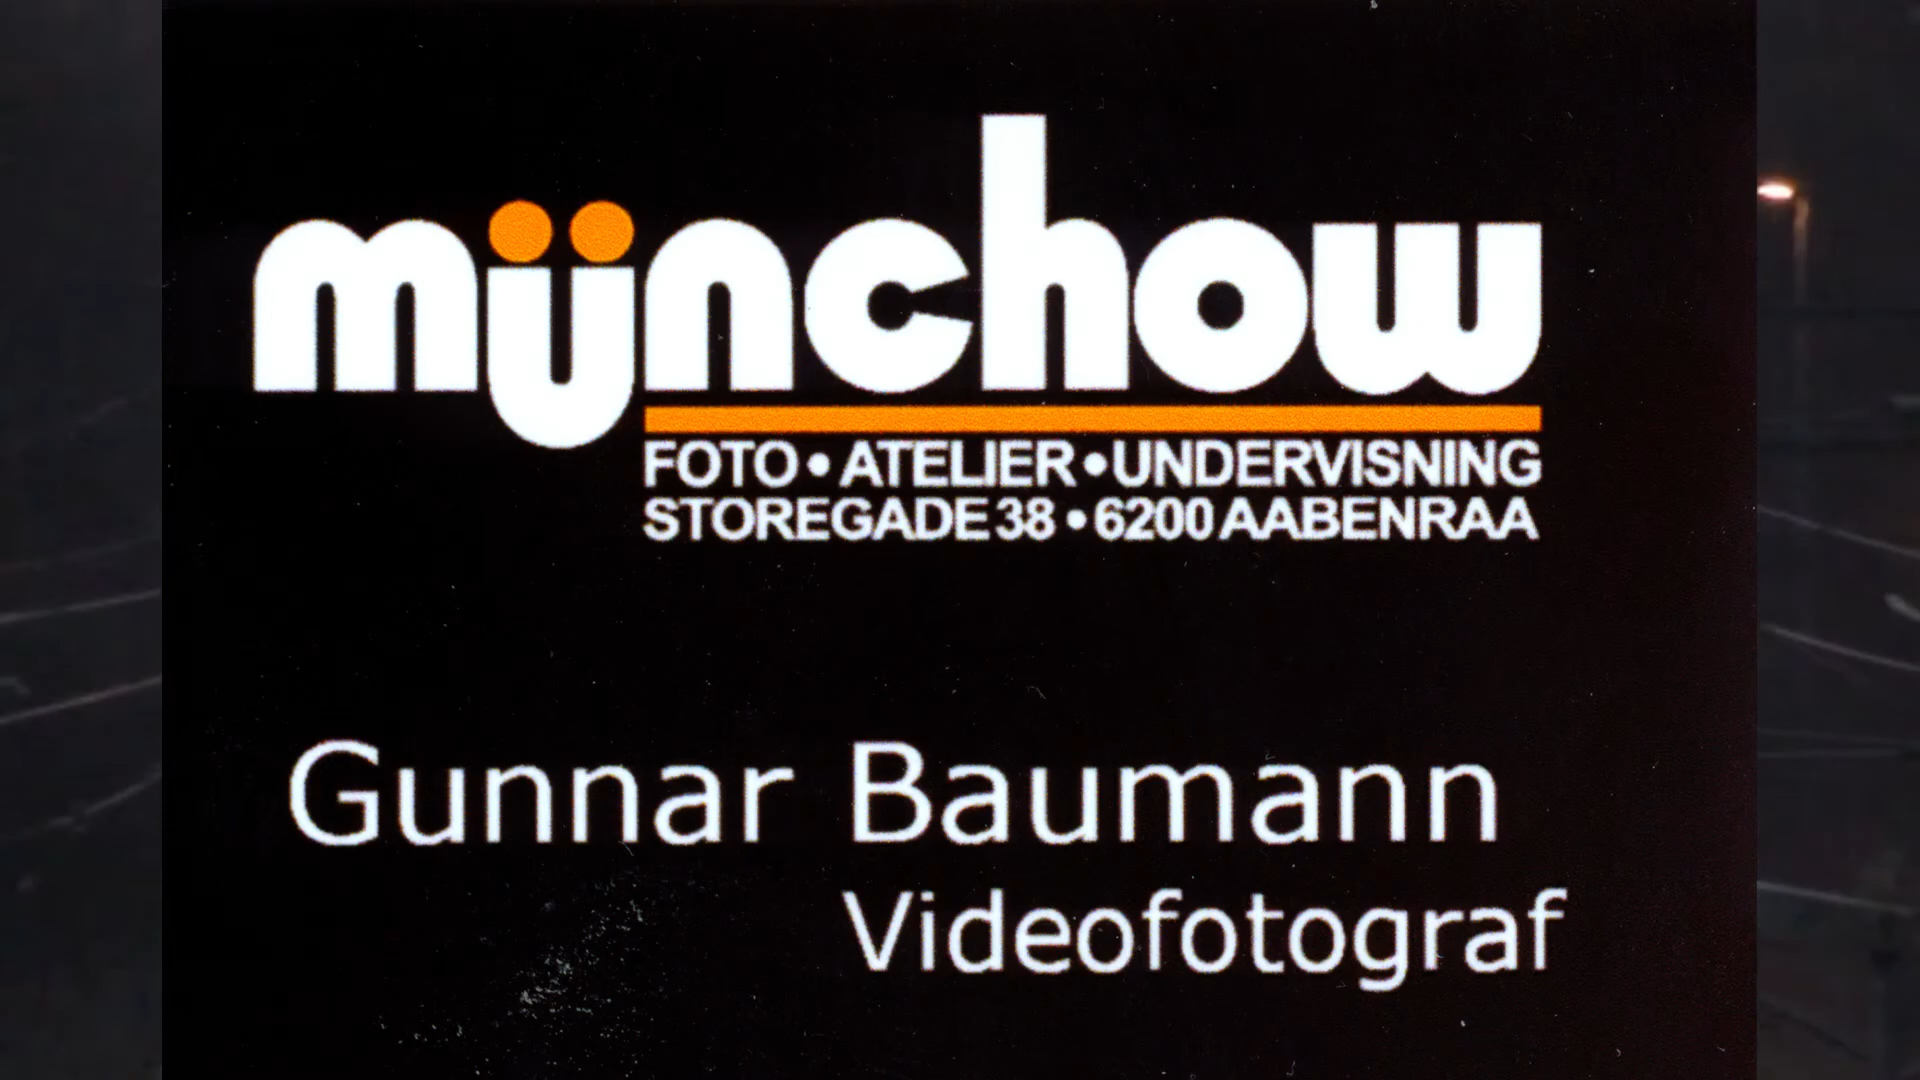 münchow
FOTO • ATELIER • UNDERVISNING
STOREGADE 38 • 6200 AABENRAA
Gunnar Baumann
Videofotograf